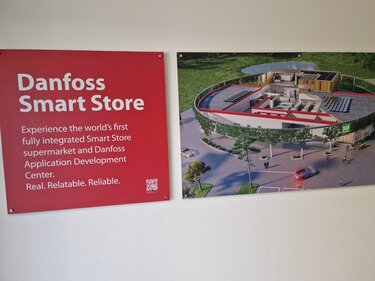 Danfoss
Smart Store
Experience the world's first
fully integrated Smart Store
supermarket and Danfoss
Application Development
Center.
Real. Relatable. Reliable.